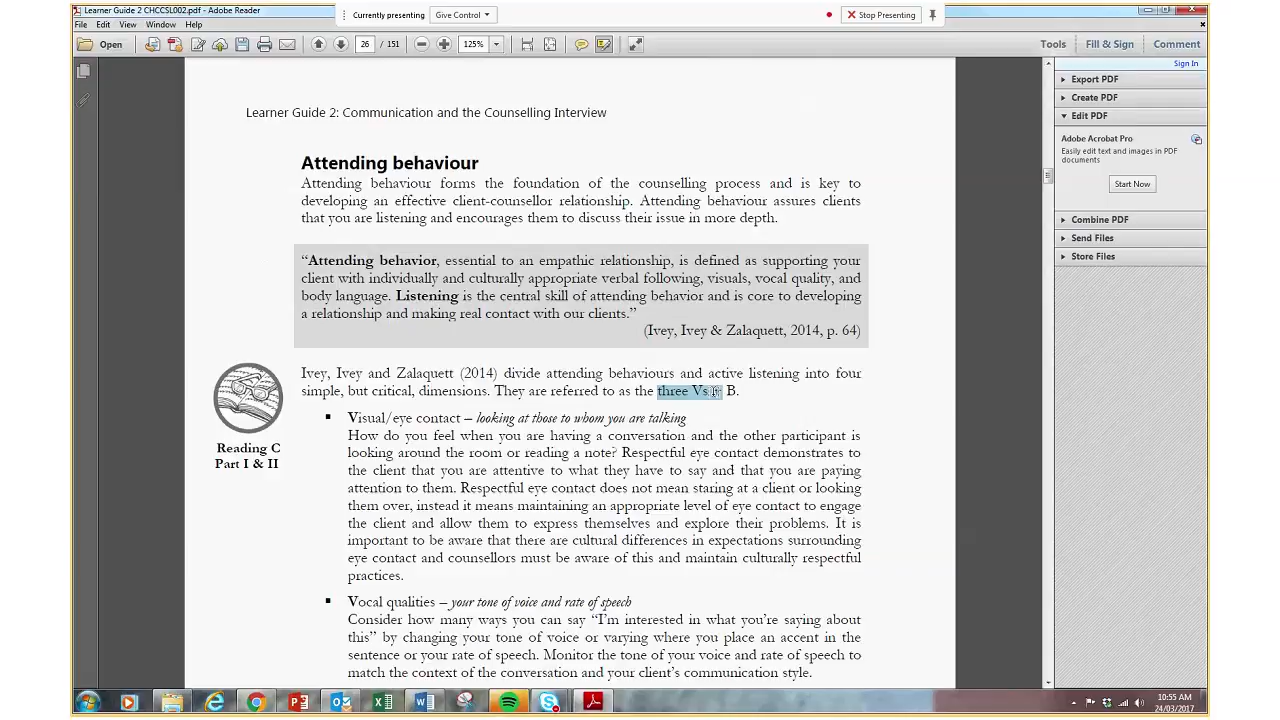 Learner Guide 2 CHCCSL002.pdf - Adobe Reader
Currently presenting
Give Control
Stop Presenting
File Edit View Window Help
Open
26 / 151
125%
Tools
Fill & Sign
Comment
Sign In
Export PDF
Create PDF
Edit PDF
Adobe Acrobat Pro
Easily edit text and images in PDF
documents
Start Now
Combine PDF
Send Files
Store Files
Learner Guide 2: Communication and the Counselling Interview
Attending behaviour
Attending behaviour forms the foundation of the counselling process and is key to
developing an effective client-counsellor relationship. Attending behaviour assures clients
that you are listening and encourages them to discuss their issue in more depth.
“Attending behavior, essential to an empathic relationship, is defined as supporting your
client with individually and culturally appropriate verbal following, visuals, vocal quality, and
body language. Listening is the central skill of attending behavior and is core to developing
a relationship and making real contact with our clients.”
(Ivey, Ivey & Zalaquett, 2014, p. 64)
Reading C
Part I & II
Ivey, Ivey and Zalaquett (2014) divide attending behaviours and active listening into four
simple, but critical, dimensions. They are referred to as the three Vs B.
▪ Visual/eye contact – looking at those to whom you are talking
How do you feel when you are having a conversation and the other participant is
looking around the room or reading a note? Respectful eye contact demonstrates to
the client that you are attentive to what they have to say and that you are paying
attention to them. Respectful eye contact does not mean staring at a client or looking
them over, instead it means maintaining an appropriate level of eye contact to engage
the client and allow them to express themselves and explore their problems. It is
important to be aware that there are cultural differences in expectations surrounding
eye contact and counsellors must be aware of this and maintain culturally respectful
practices.
▪ Vocal qualities – your tone of voice and rate of speech
Consider how many ways you can say “I’m interested in what you’re saying about
this” by changing your tone of voice or varying where you place an accent in the
sentence or your rate of speech. Monitor the tone of your voice and rate of speech to
match the context of the conversation and your client’s communication style.
10:55 AM
24/03/2017